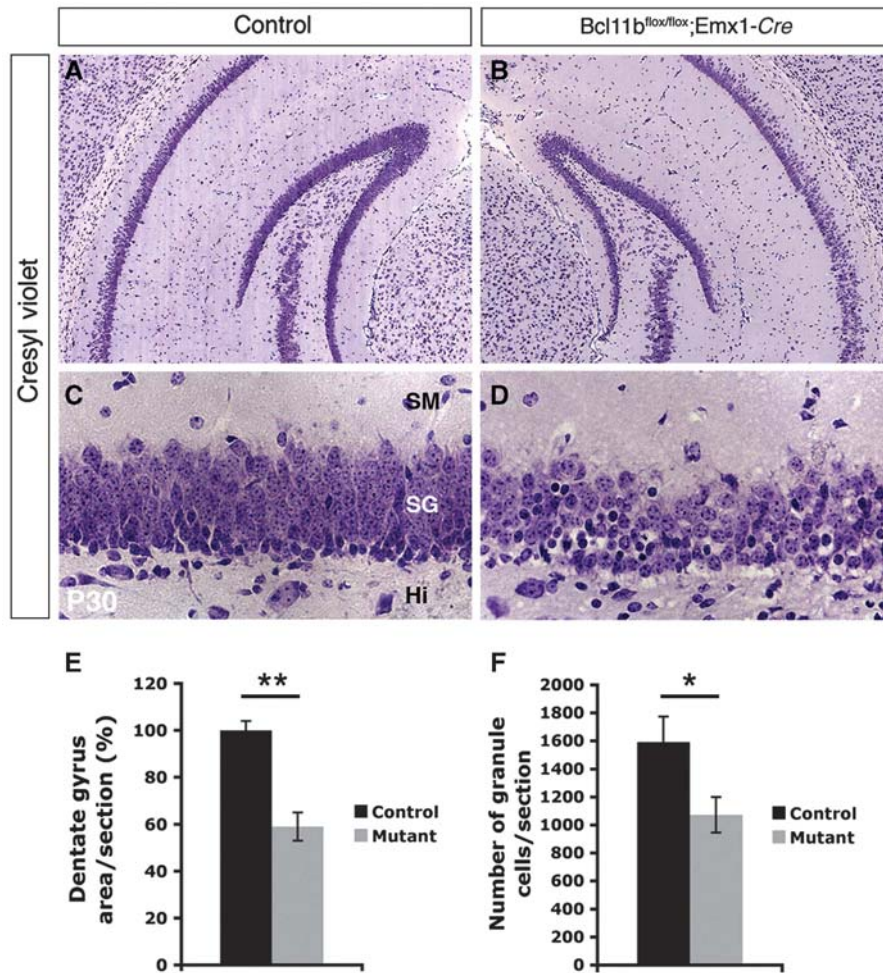 Control
Bcl11bflox/flox;Emx1-Cre
Cresyl violet
A
B
C
SM
SG
Hi
P30
D
E
**
Dentate gyrus
area/section (%)
120
100
80
60
40
20
0
Control
Mutant
F
*
Number of granule
cells/section
2000
1800
1600
1400
1200
1000
800
600
400
200
0
Control
Mutant